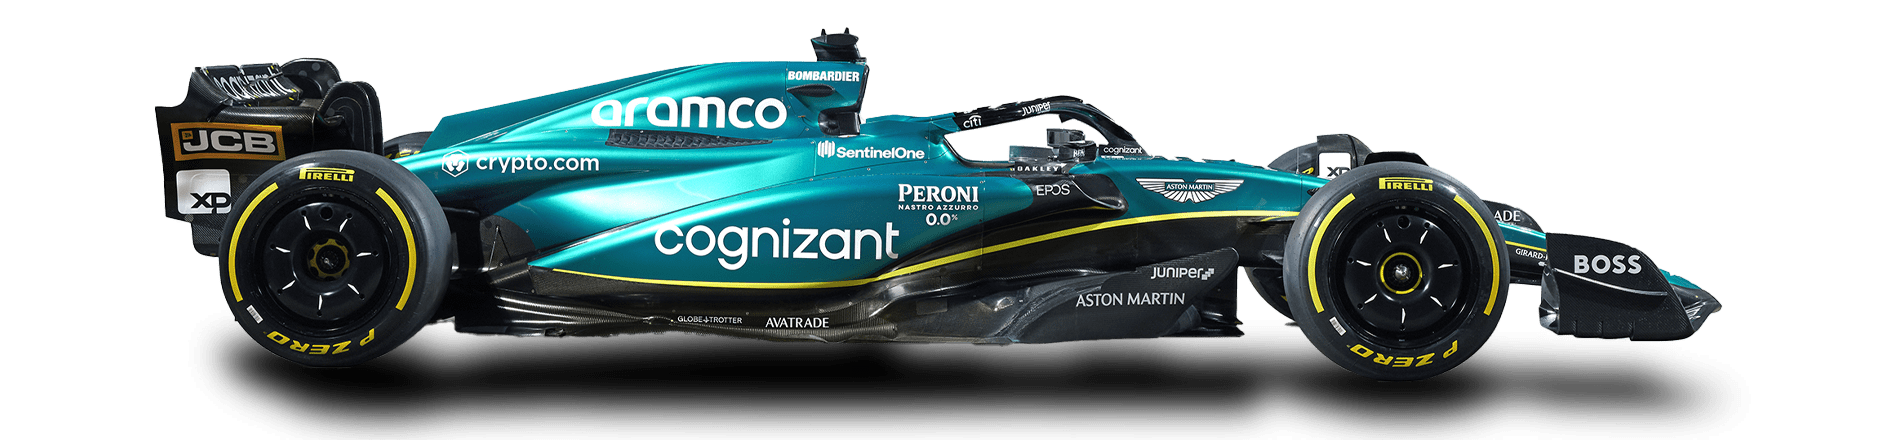 BOMBARDIER
aramco
juniper
citi
cognizant
JCB
crypto.com
SentinelOne
OAKLEY
EPOS
XP
PERONI
NASTRO AZZURRO
0.0%
ASTON MARTIN
XP
PIRELLI
PIRELLI
cognizant
BOSS
JUNIPER
ASTON MARTIN
GLOBE-TROTTER
AVATRADE
P ZERO
P ZERO